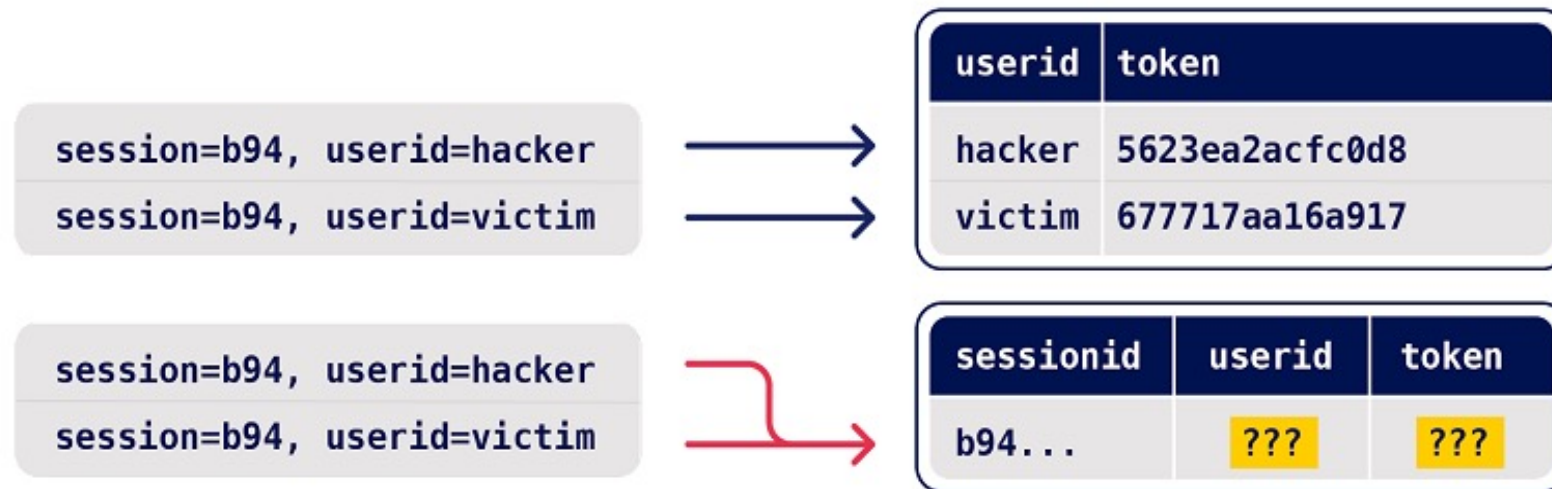 userid token
session=b94, userid=hacker hacker 5623ea2acfc0d8
session=b94, userid=victim victim 677717aa16a917
sessionid userid token
session=b94, userid=hacker
session=b94, userid=victim b94... ??? ???